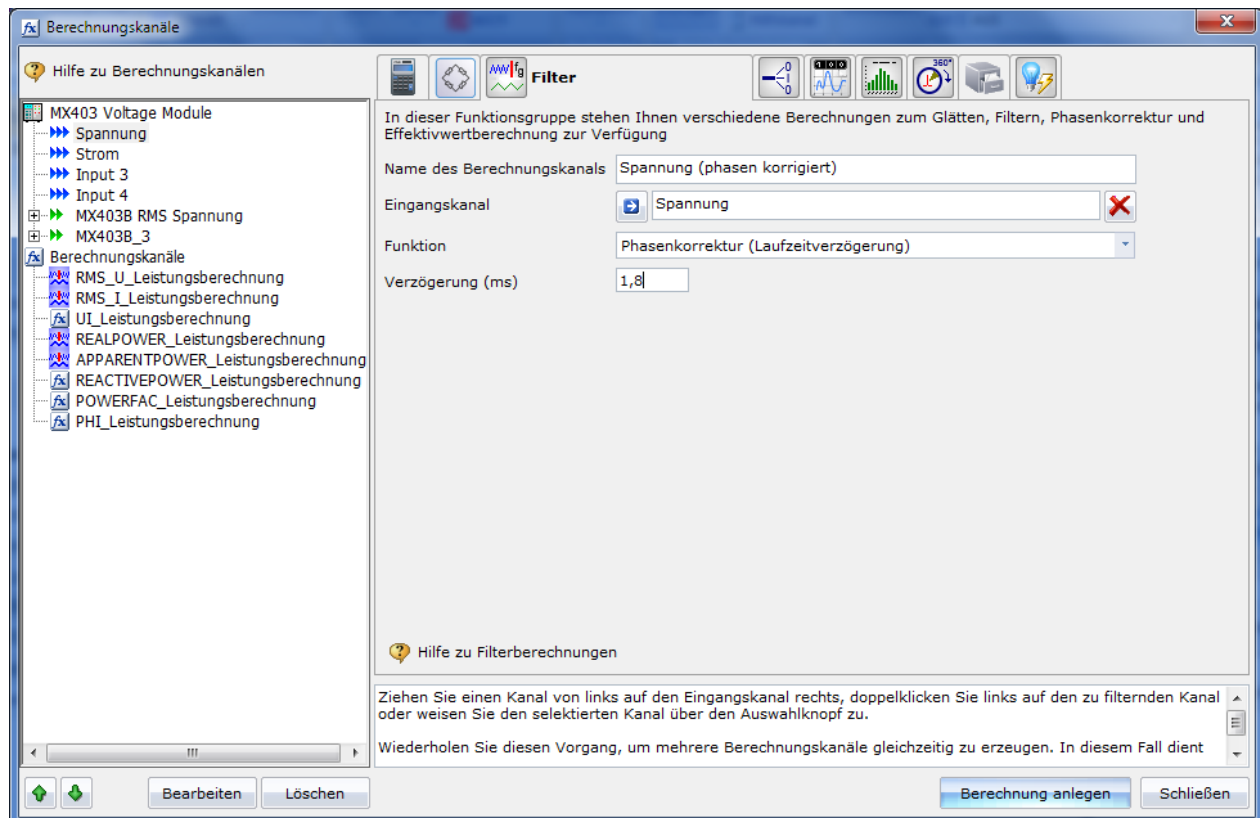 Berechnungskanäle
Hilfe zu Berechnungskanälen
Filter
MX403 Voltage Module
Spannung
Strom
Input 3
Input 4
MX403B RMS Spannung
MX403B_3
Berechnungskanäle
RMS_U_Leistungsberechnung
RMS_I_Leistungsberechnung
UI_Leistungsberechnung
REALPOWER_Leistungsberechnung
APPARENTPOWER_Leistungsberechnung
REACTIVEPOWER_Leistungsberechnung
POWERFAC_Leistungsberechnung
PHI_Leistungsberechnung
In dieser Funktionsgruppe stehen Ihnen verschiedene Berechnungen zum Glätten, Filtern, Phasenkorrektur und
Effektivwertberechnung zur Verfügung
Name des Berechnungskanals Spannung (phasen korrigiert)
Eingangskanal Spannung
Funktion Phasenkorrektur (Laufzeitverzögerung)
Verzögerung (ms) 1,8
Hilfe zu Filterberechnungen
Ziehen Sie einen Kanal von links auf den Eingangskanal rechts, doppelklicken Sie links auf den zu filternden Kanal
oder weisen Sie den selektierten Kanal über den Auswahlknopf zu.
Wiederholen Sie diesen Vorgang, um mehrere Berechnungskanäle gleichzeitig zu erzeugen. In diesem Fall dient
Bearbeiten Löschen Berechnung anlegen Schließen